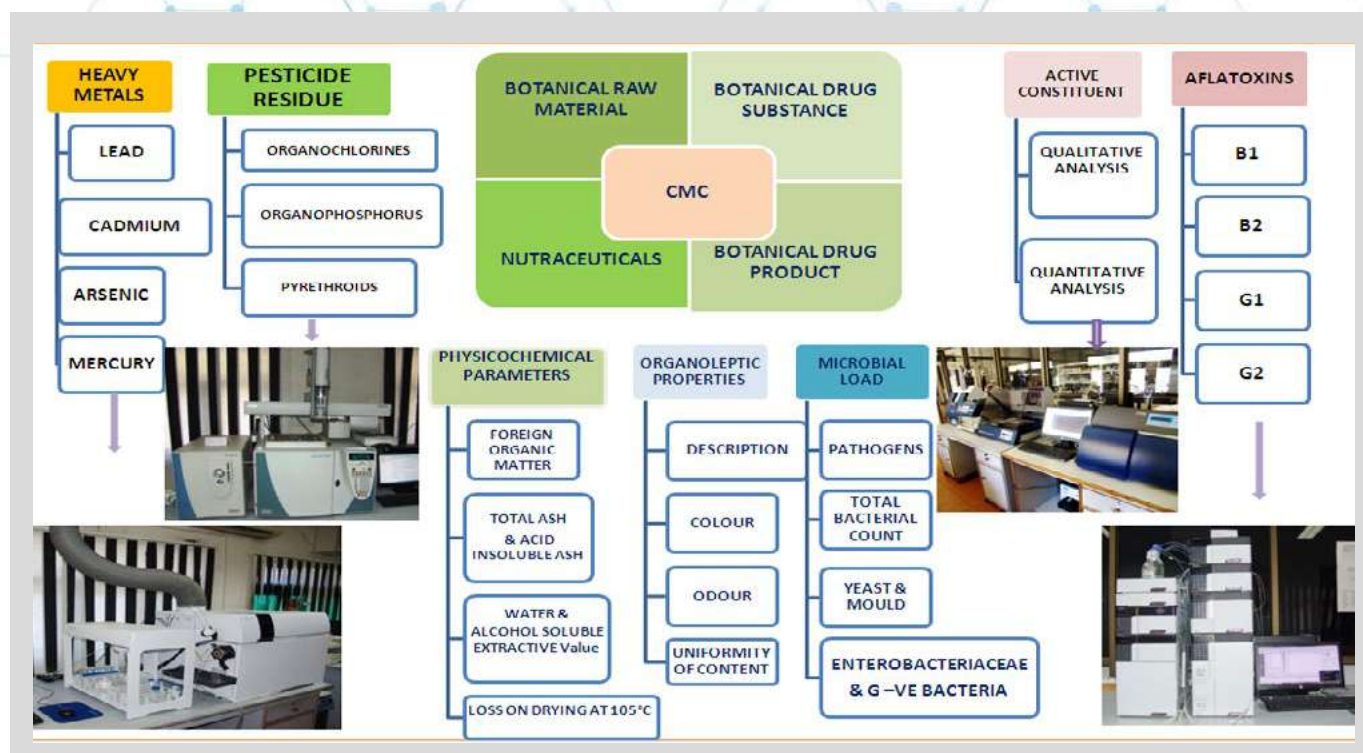 HEAVY
METALS
LEAD
CADMIUM
ARSENIC
MERCURY
PESTICIDE
RESIDUE
ORGANOCHLORINES
ORGANOPHOSPHORUS
PYRETHROIDS
BOTANICAL RAW
MATERIAL
BOTANICAL DRUG
SUBSTANCE
CMC
NUTRACEUTICALS
BOTANICAL DRUG
PRODUCT
ACTIVE
CONSTITUENT
QUALITATIVE
ANALYSIS
QUANTITATIVE
ANALYSIS
AFLATOXINS
B1
B2
G1
G2
PHYSICOCHEMICAL
PARAMETERS
FOREIGN
ORGANIC
MATTER
TOTAL ASH
& ACID
INSOLUBLE ASH
WATER &
ALCOHOL SOLUBLE
EXTRACTIVE Value
LOSS ON DRYING AT 105°C
ORGANOLEPTIC
PROPERTIES
DESCRIPTION
COLOUR
ODOUR
UNIFORMITY
OF CONTENT
MICROBIAL
LOAD
PATHOGENS
TOTAL
BACTERIAL
COUNT
YEAST &
MOULD
ENTEROBACTERIACEAE
& G –VE BACTERIA